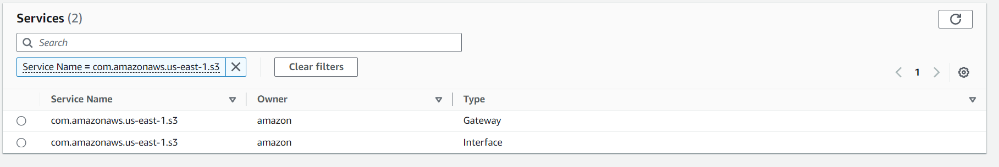 Services (2)
Search
Service Name = com.amazonaws.us-east-1.s3 Clear filters
1
Service Name Owner Type
com.amazonaws.us-east-1.s3 amazon Gateway
com.amazonaws.us-east-1.s3 amazon Interface